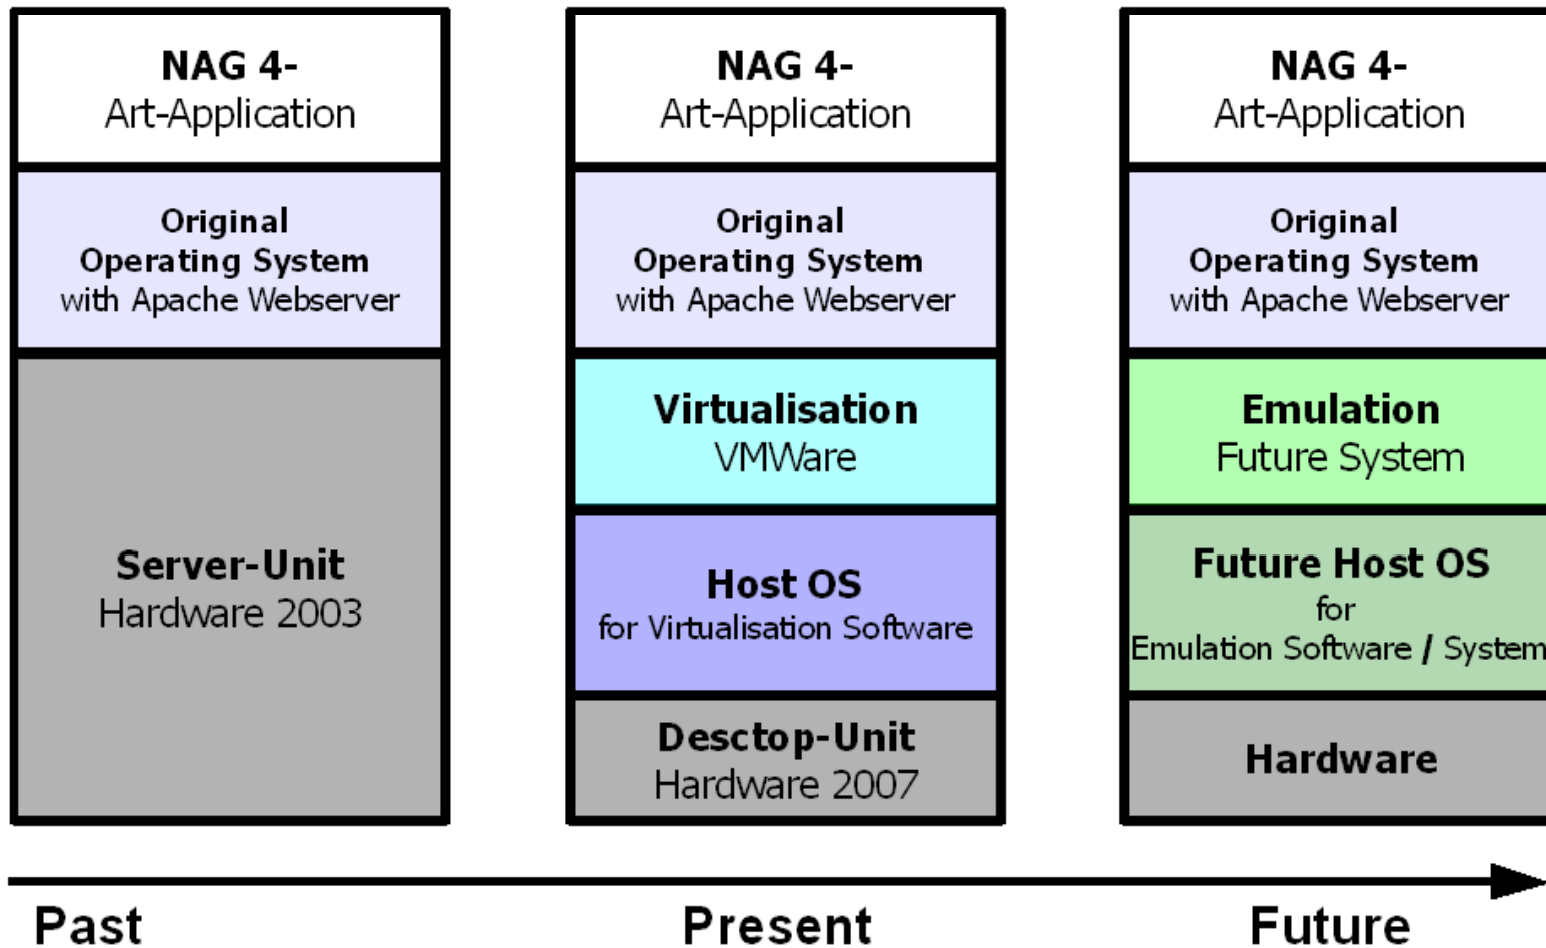 NAG 4-
Art-Application
Original
Operating System
with Apache Webserver
Server-Unit
Hardware 2003
NAG 4-
Art-Application
Original
Operating System
with Apache Webserver
Virtualisation
VMWare
Host OS
for Virtualisation Software
Desctop-Unit
Hardware 2007
NAG 4-
Art-Application
Original
Operating System
with Apache Webserver
Emulation
Future System
Future Host OS
for
Emulation Software / System
Hardware
Past
Present
Future